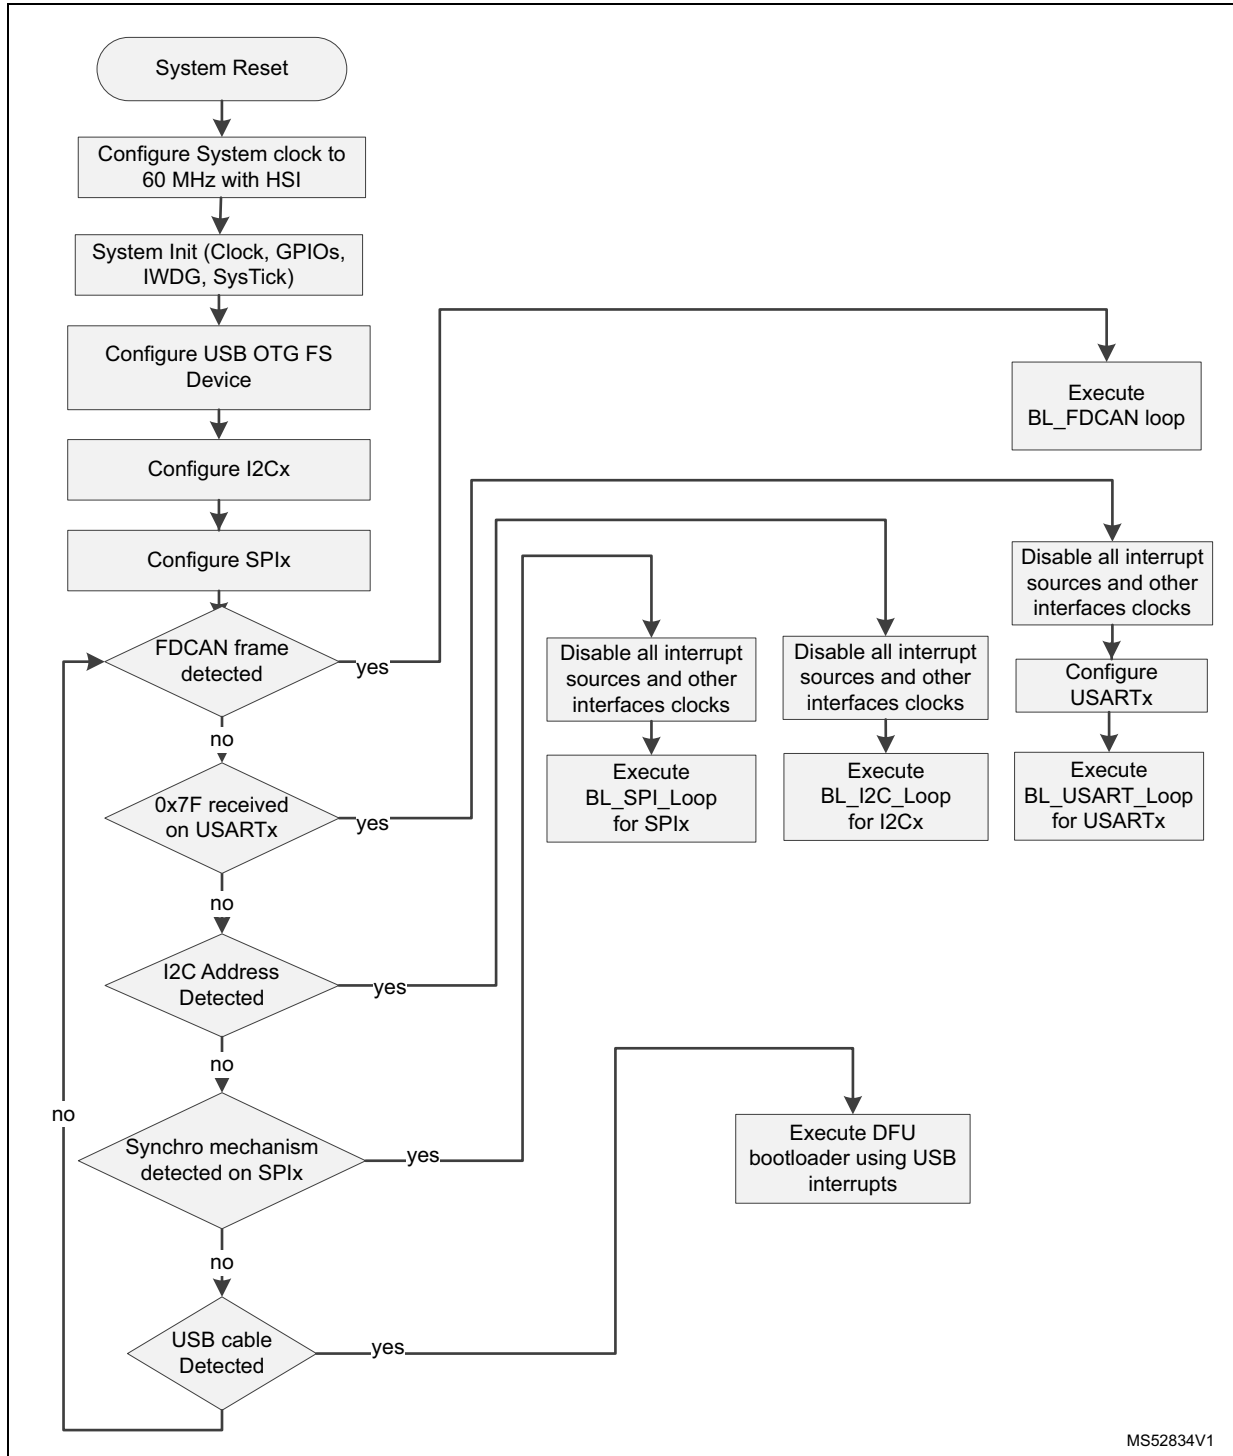 System Reset
Configure System clock to
60 MHz with HSI
System Init (Clock, GPIOs,
IWDG, SysTick)
Configure USB OTG FS
Device
Configure I2Cx
Configure SPIx
FDCAN frame
detected
yes
no
0x7F received
on USARTx
yes
no
I2C Address
Detected
yes
no
Synchro mechanism
detected on SPIx
yes
no
USB cable
Detected
yes
no
Execute
BL_FDCAN loop
Disable all interrupt
sources and other
interfaces clocks
Configure
USARTx
Execute
BL_USART_Loop
for USARTx
Disable all interrupt
sources and other
interfaces clocks
Execute
BL_I2C_Loop
for I2Cx
Disable all interrupt
sources and other
interfaces clocks
Execute
BL_SPI_Loop
for SPIx
Execute DFU
bootloader using USB
interrupts
MS52834V1